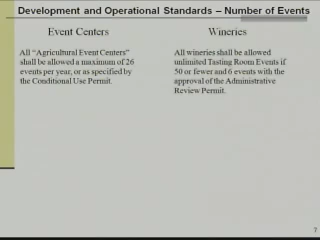 Development and Operational Standards – Number of Events
Event Centers
All “Agricultural Event Centers”
shall be allowed a maximum of 26
events per year, or as specified by
the Conditional Use Permit.
Wineries
All wineries shall be allowed
unlimited Tasting Room Events if
50 or fewer and 6 events with the
approval of the Administrative
Review Permit.
7